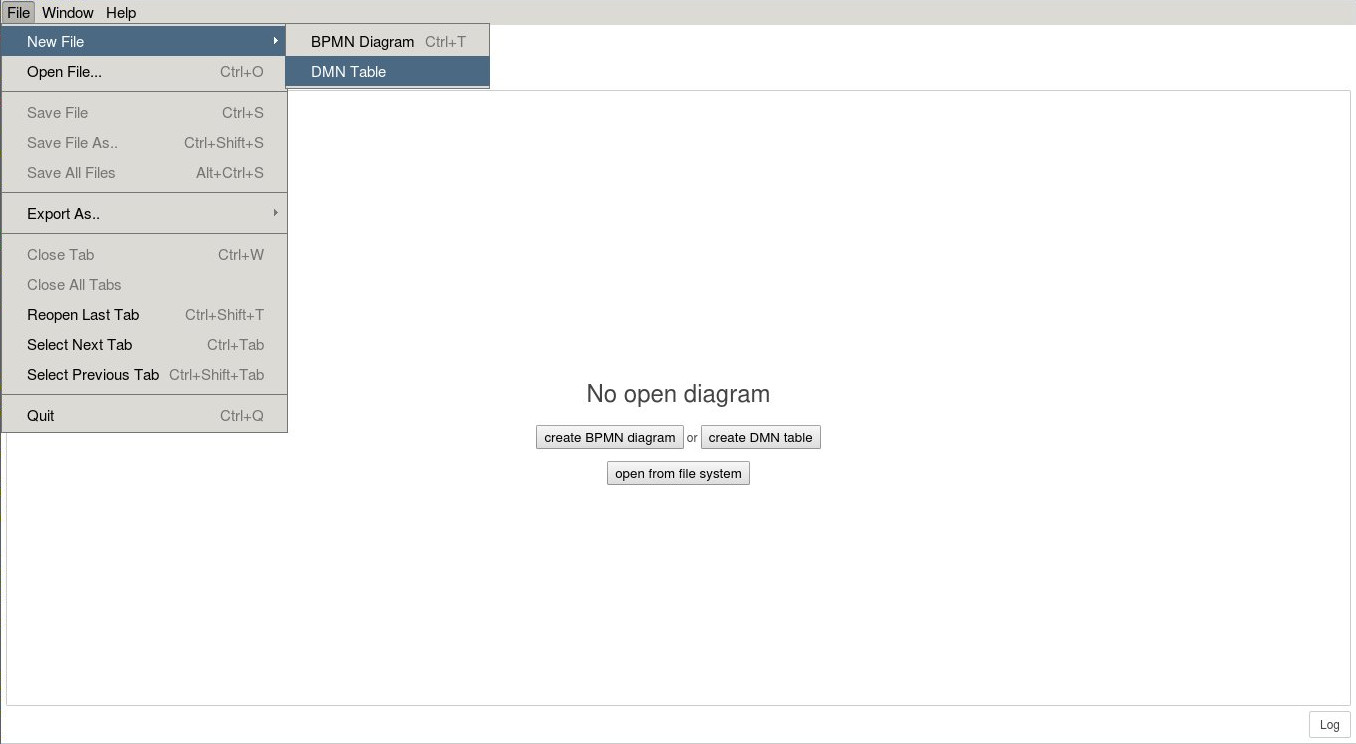 File Window Help
New File
BPMN Diagram Ctrl+T
Open File... Ctrl+O
DMN Table
Save File Ctrl+S
Save File As.. Ctrl+Shift+S
Save All Files Alt+Ctrl+S
Export As..
Close Tab Ctrl+W
Close All Tabs
Reopen Last Tab Ctrl+Shift+T
Select Next Tab Ctrl+Tab
Select Previous Tab Ctrl+Shift+Tab
Quit Ctrl+Q
No open diagram
create BPMN diagram or create DMN table
open from file system
Log